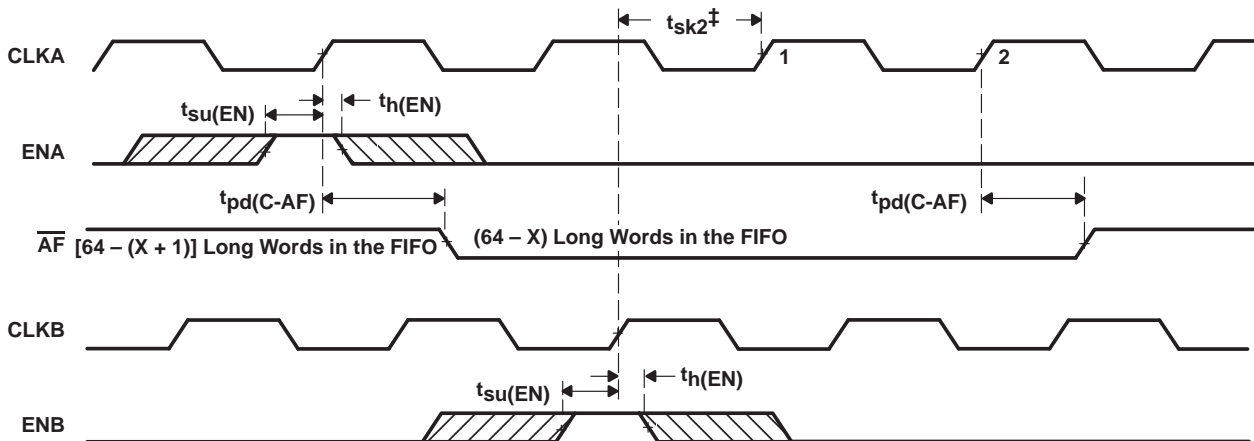 tsk2‡
CLKA
1
2
tsu(EN)
th(EN)
ENA
tpd(C-AF)
tpd(C-AF)
AF [64 – (X + 1)] Long Words in the FIFO
(64 – X) Long Words in the FIFO
CLKB
tsu(EN)
th(EN)
ENB